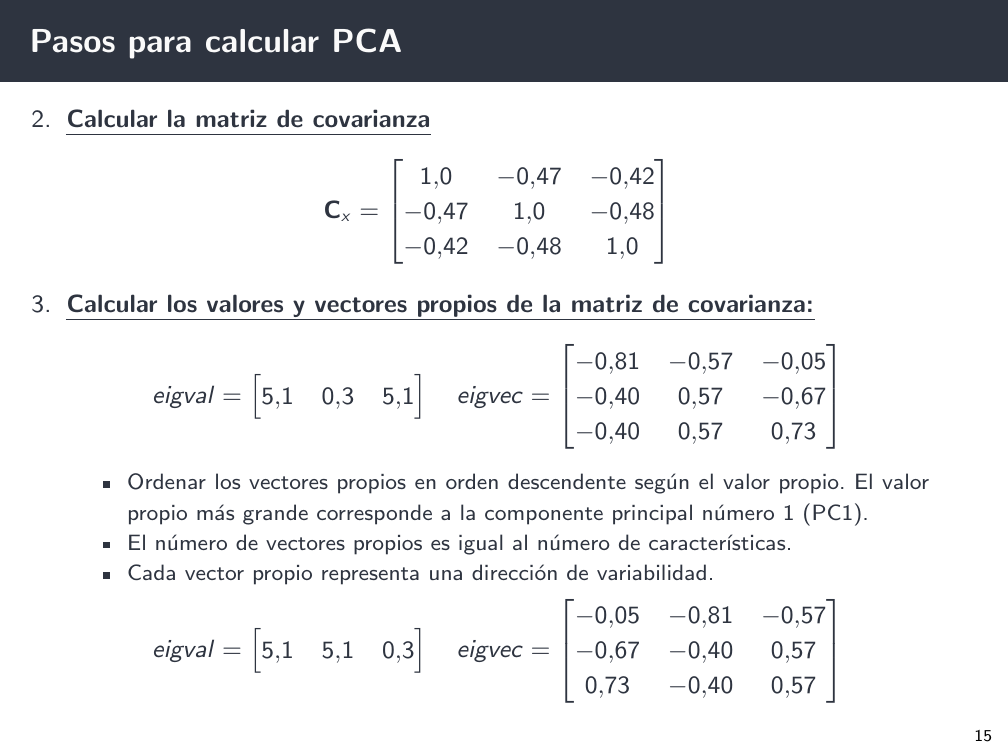 Pasos para calcular PCA
2. Calcular la matriz de covarianza
1,0 −0,47 −0,42
Cx = −0,47 1,0 −0,48
−0,42 −0,48 1,0
3. Calcular los valores y vectores propios de la matriz de covarianza:
−0,81 −0,57 −0,05
eigval = [5,1 0,3 5,1] eigvec = −0,40 0,57 −0,67
−0,40 0,57 0,73
▪ Ordenar los vectores propios en orden descendente según el valor propio. El valor
propio más grande corresponde a la componente principal número 1 (PC1).
▪ El número de vectores propios es igual al número de características.
▪ Cada vector propio representa una dirección de variabilidad.
−0,05 −0,81 −0,57
eigval = [5,1 5,1 0,3] eigvec = −0,67 −0,40 0,57
0,73 −0,40 0,57
15